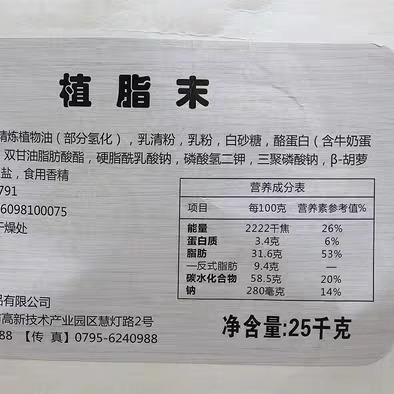 植脂末
精炼植物油（部分氢化），乳清粉，乳粉，白砂糖，酪蛋白（含牛奶蛋
，双甘油脂肪酸酯，硬脂酰乳酸钠，磷酸氢二钾，三聚磷酸钠，β-胡萝
盐，食用香精
791
6098100075
干燥处
营养成分表
项目 每100克 营养素参考值%
能量 2222千焦 26%
蛋白质 3.4克 6%
脂肪 31.6克 53%
—反式脂肪 9.4克 —
碳水化合物 58.5克 20%
钠 280毫克 14%
品有限公司
市高新技术产业园区慧灯路2号
88 【传 真】0795-6240988
净含量:25千克